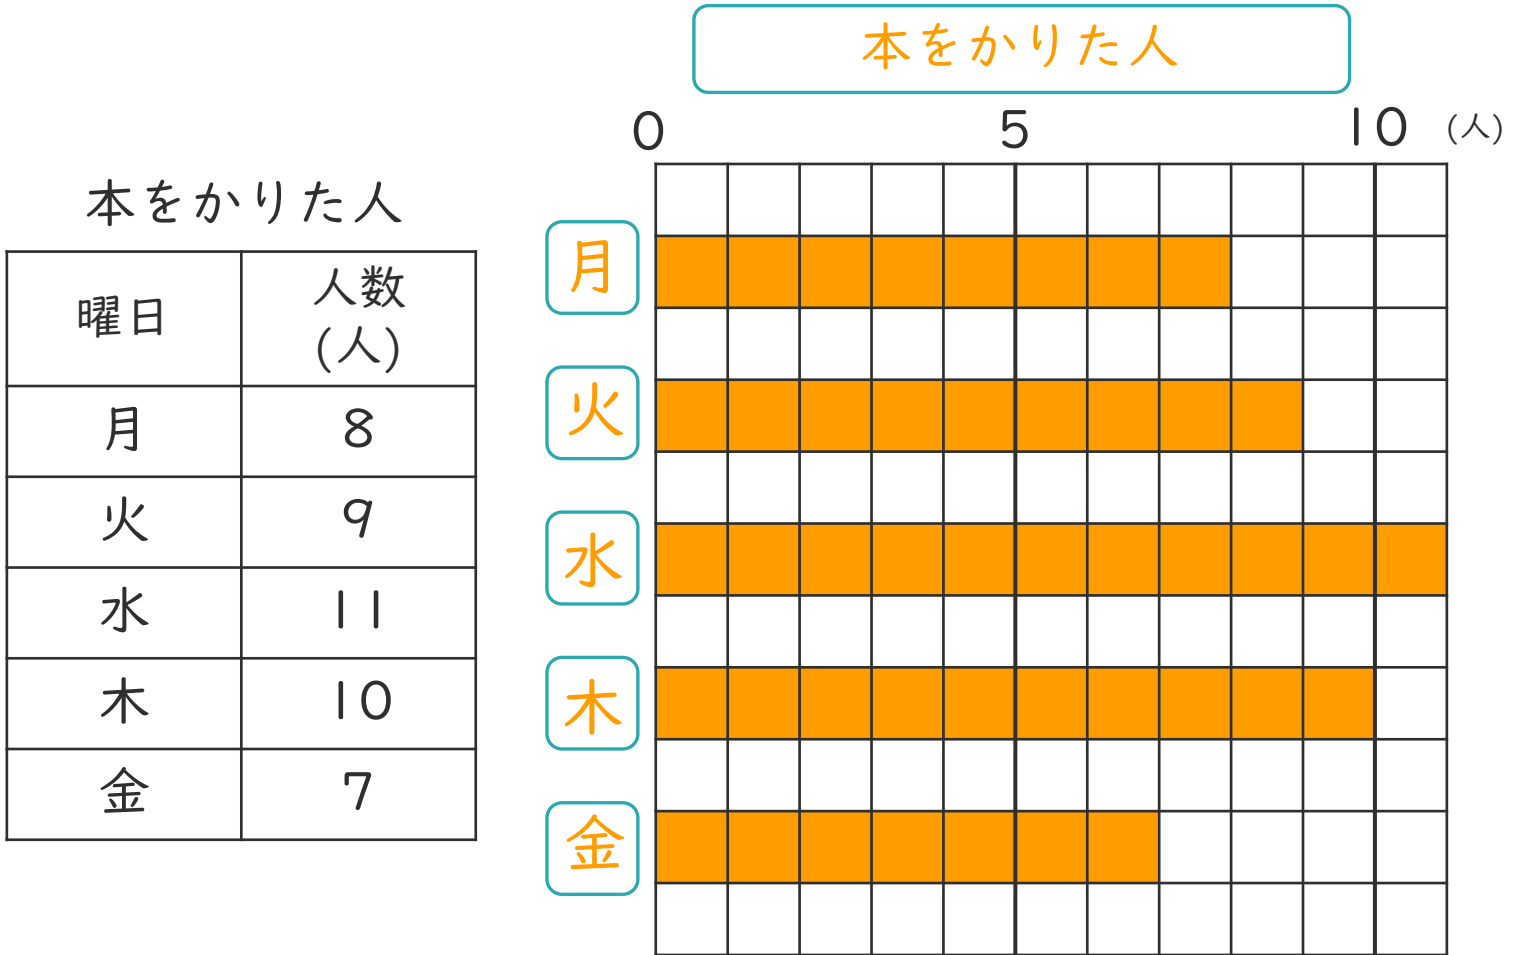 本をかりた人
曜日 人数
(人)
月 8
火 9
水 11
木 10
金 7
本をかりた人
0 5 10 (人)
月
火
水
木
金